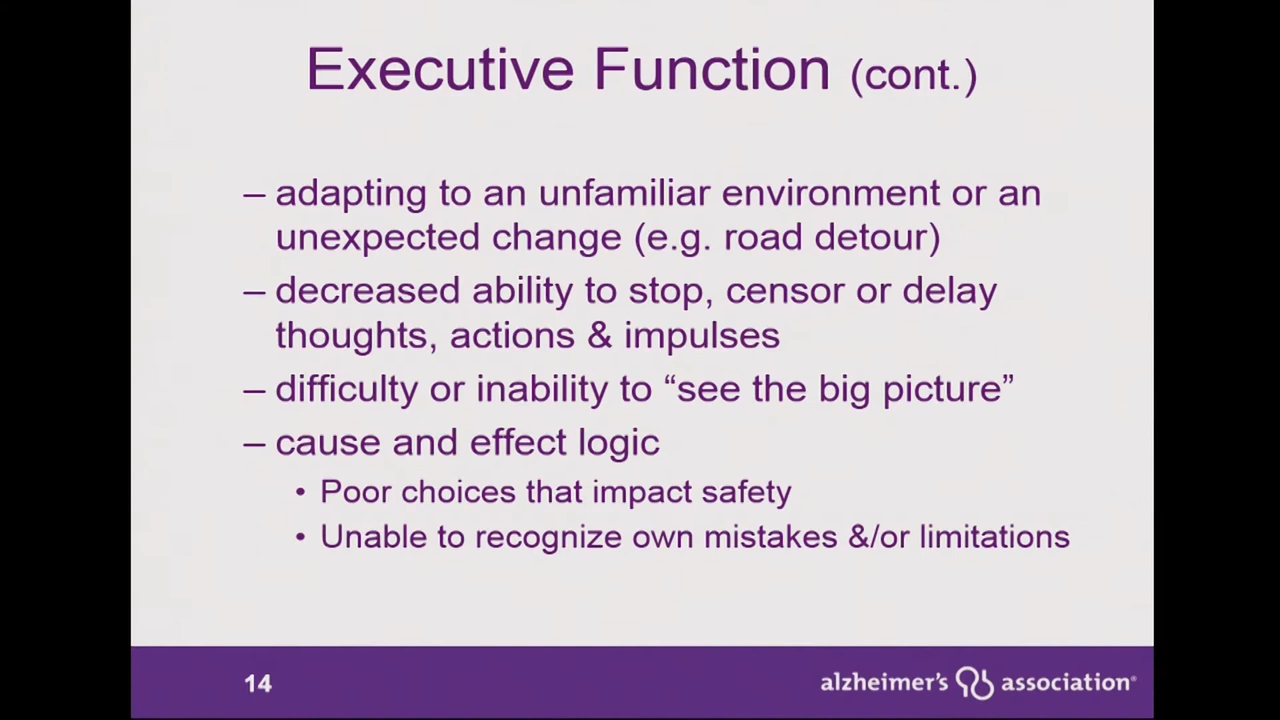 Executive Function (cont.)
– adapting to an unfamiliar environment or an
unexpected change (e.g. road detour)
– decreased ability to stop, censor or delay
thoughts, actions & impulses
– difficulty or inability to “see the big picture”
– cause and effect logic
• Poor choices that impact safety
• Unable to recognize own mistakes &/or limitations
14
alzheimer's association®